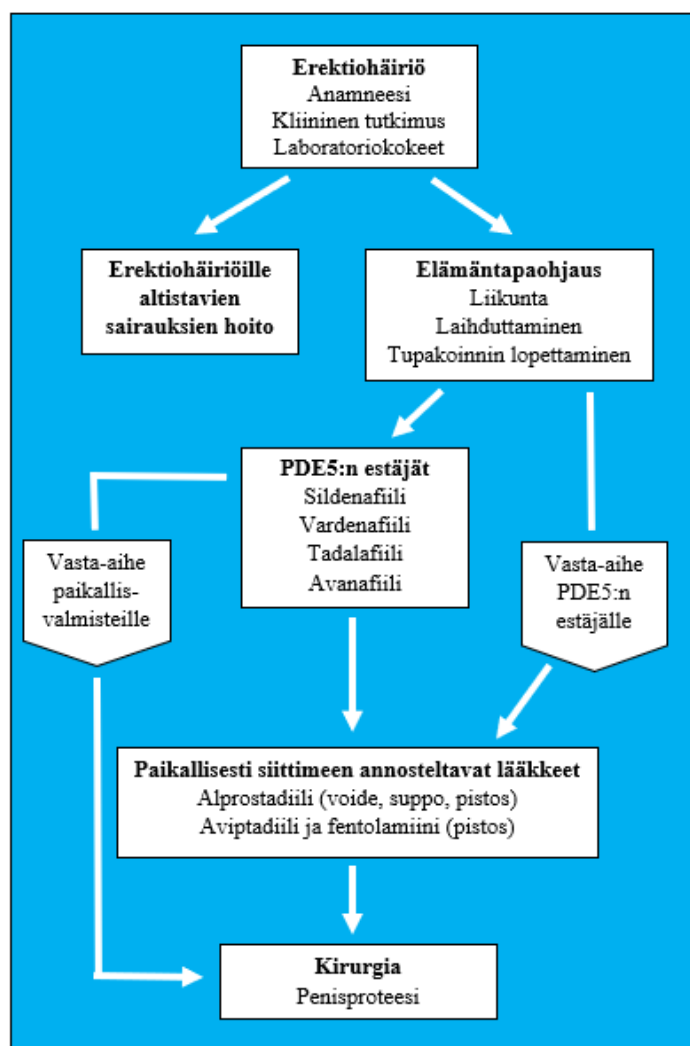 Erektiohäiriö
Anamneesi
Kliininen tutkimus
Laboratoriokokeet
Erektiohäiriöille
altistavien
sairauksien hoito
Elämäntapaohjaus
Liikunta
Laihduttaminen
Tupakoinnin lopettaminen
PDE5:n estäjät
Sildenafiili
Vardenafiili
Tadalafiili
Avanafiili
Vasta-aihe
paikallis-
valmisteille
Vasta-aihe
PDE5:n
estäjälle
Paikallisesti siittimeen annosteltavat lääkkeet
Alprostadiili (voide, suppo, pistos)
Aviptadiili ja fentolamiini (pistos)
Kirurgia
Penisproteesi